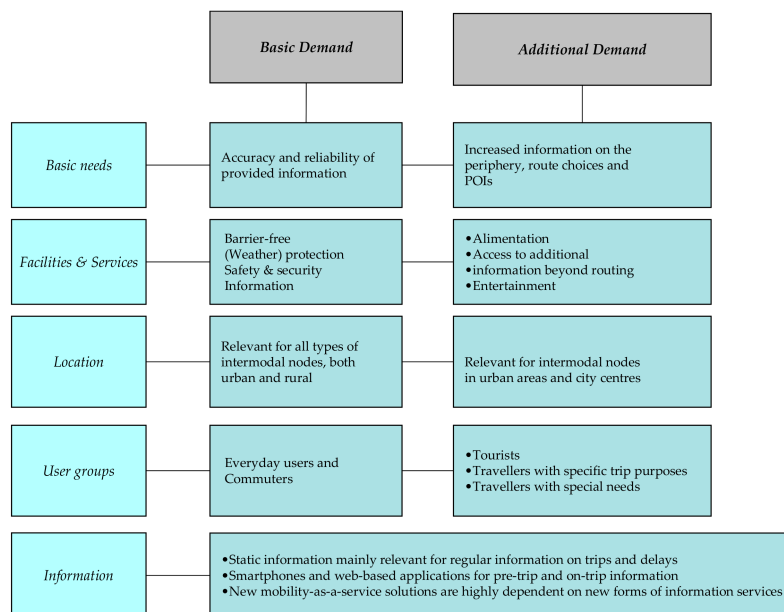 Basic Demand
Additional Demand
Basic needs
Accuracy and reliability of
provided information
Increased information on the
periphery, route choices and
POIs
Facilities & Services
Barrier-free
(Weather) protection
Safety & security
Information
•Alimentation
•Access to additional
•information beyond routing
•Entertainment
Location
Relevant for all types of
intermodal nodes, both
urban and rural
Relevant for intermodal nodes
in urban areas and city centres
User groups
Everyday users and
Commuters
•Tourists
•Travellers with specific trip purposes
•Travellers with special needs
Information
•Static information mainly relevant for regular information on trips and delays
•Smartphones and web-based applications for pre-trip and on-trip information
•New mobility-as-a-service solutions are highly dependent on new forms of information services